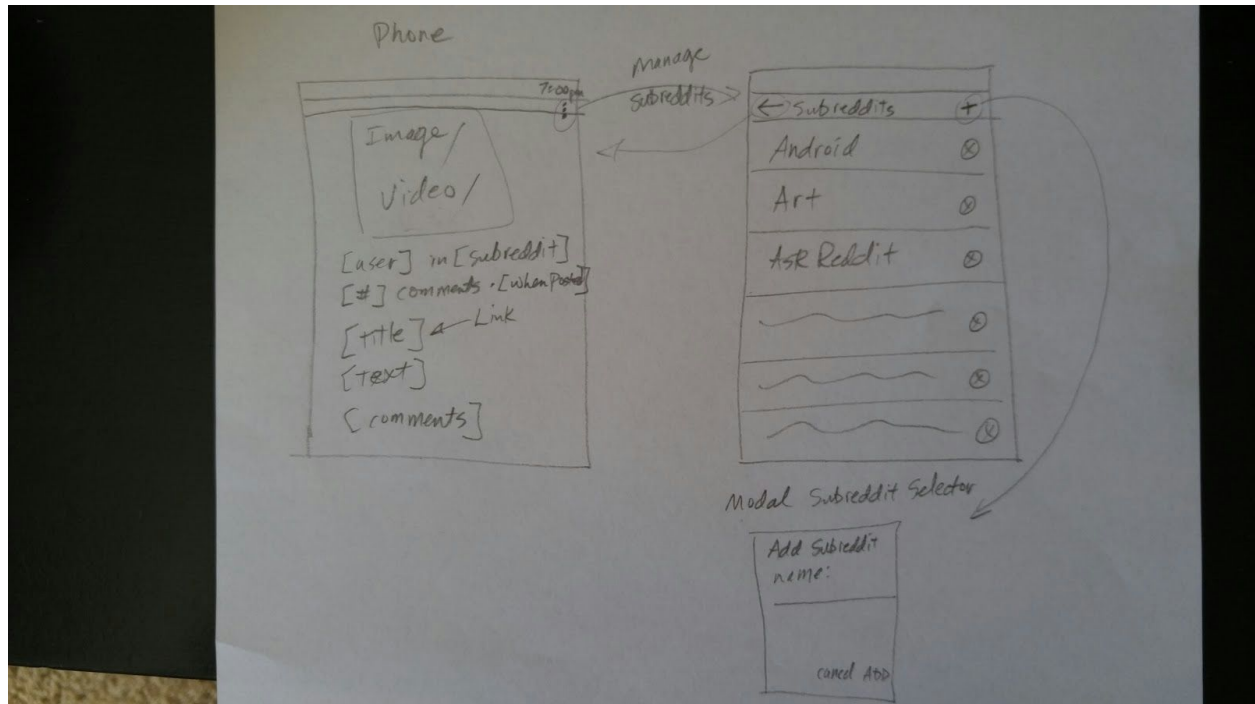 Phone
7:00pm
Image/
Video/
[user] in [subreddit]
[#] comments · [when Posted]
[title] ← Link
[text]
[comments]
Manage
subreddits
← Subreddits +
Android ⓧ
Art ⓧ
Ask Reddit ⓧ
ⓧ
ⓧ
ⓧ
Modal Subreddit Selector
Add Subreddit
name:
cancel ADD